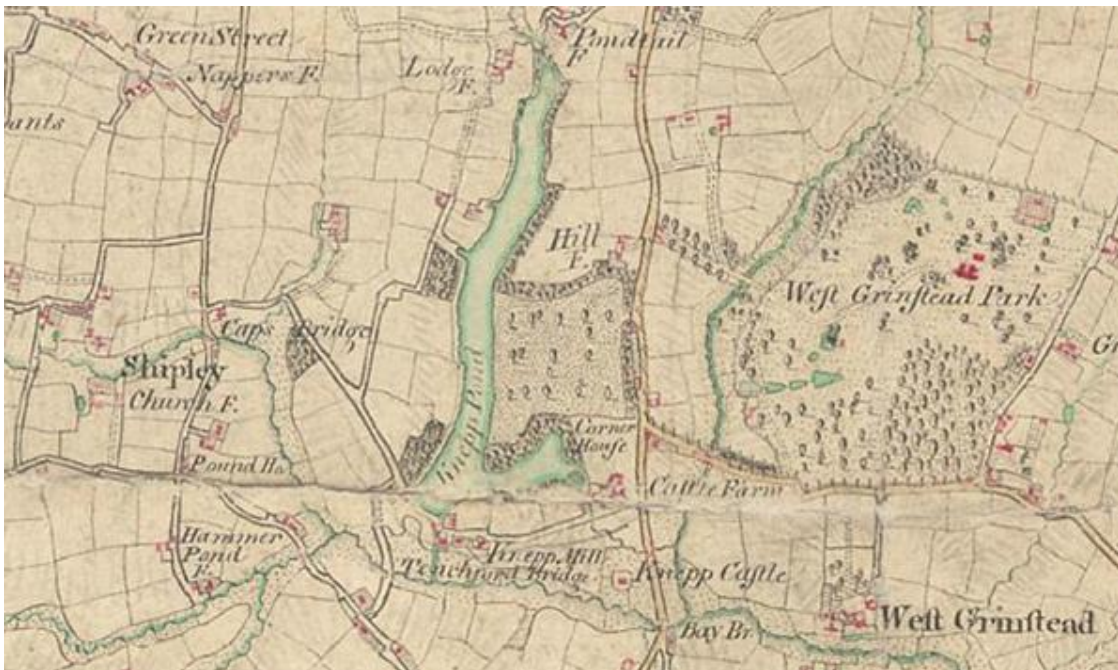 Green Street
Nappers F.
Lodge
F.
Pondtail
F
ants
Hill
F.
West Grinstead Park
Caps Bridge
Shipley
Church F.
Knepp Pond
Corner
House
Pound Ho.
Castle Farm
Hammer
Pond
F.
Knepp Mill
Tenchford Bridge
Knepp Castle
Bay Br.
West Grinstead